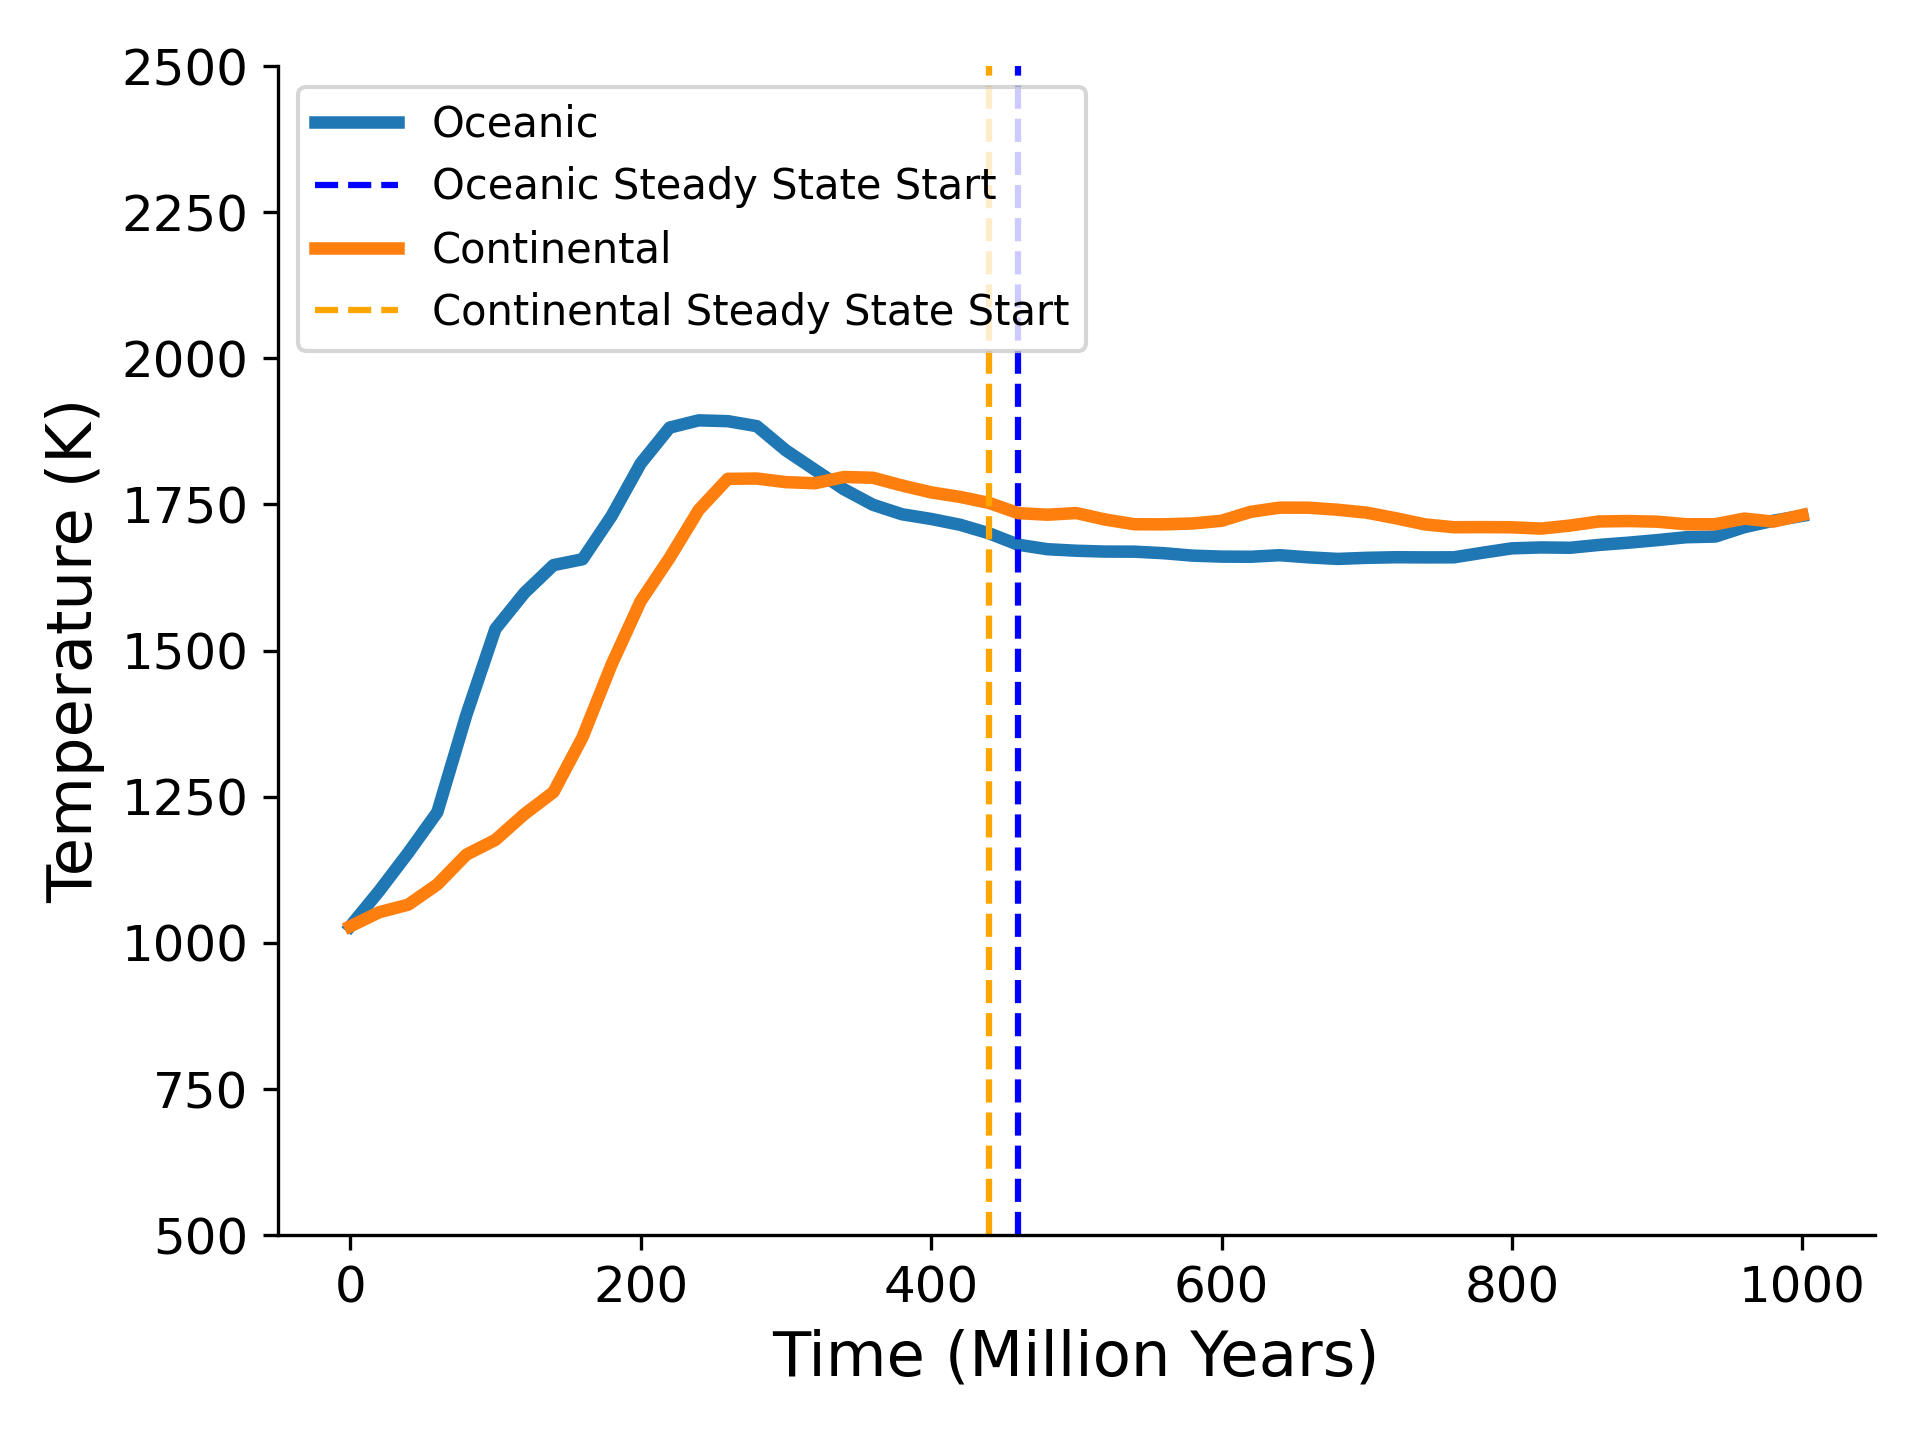 2500
2250
2000
1750
1500
1250
1000
750
500
Temperature (K)
Oceanic
Oceanic Steady State Start
Continental
Continental Steady State Start
0 200 400 600 800 1000
Time (Million Years)